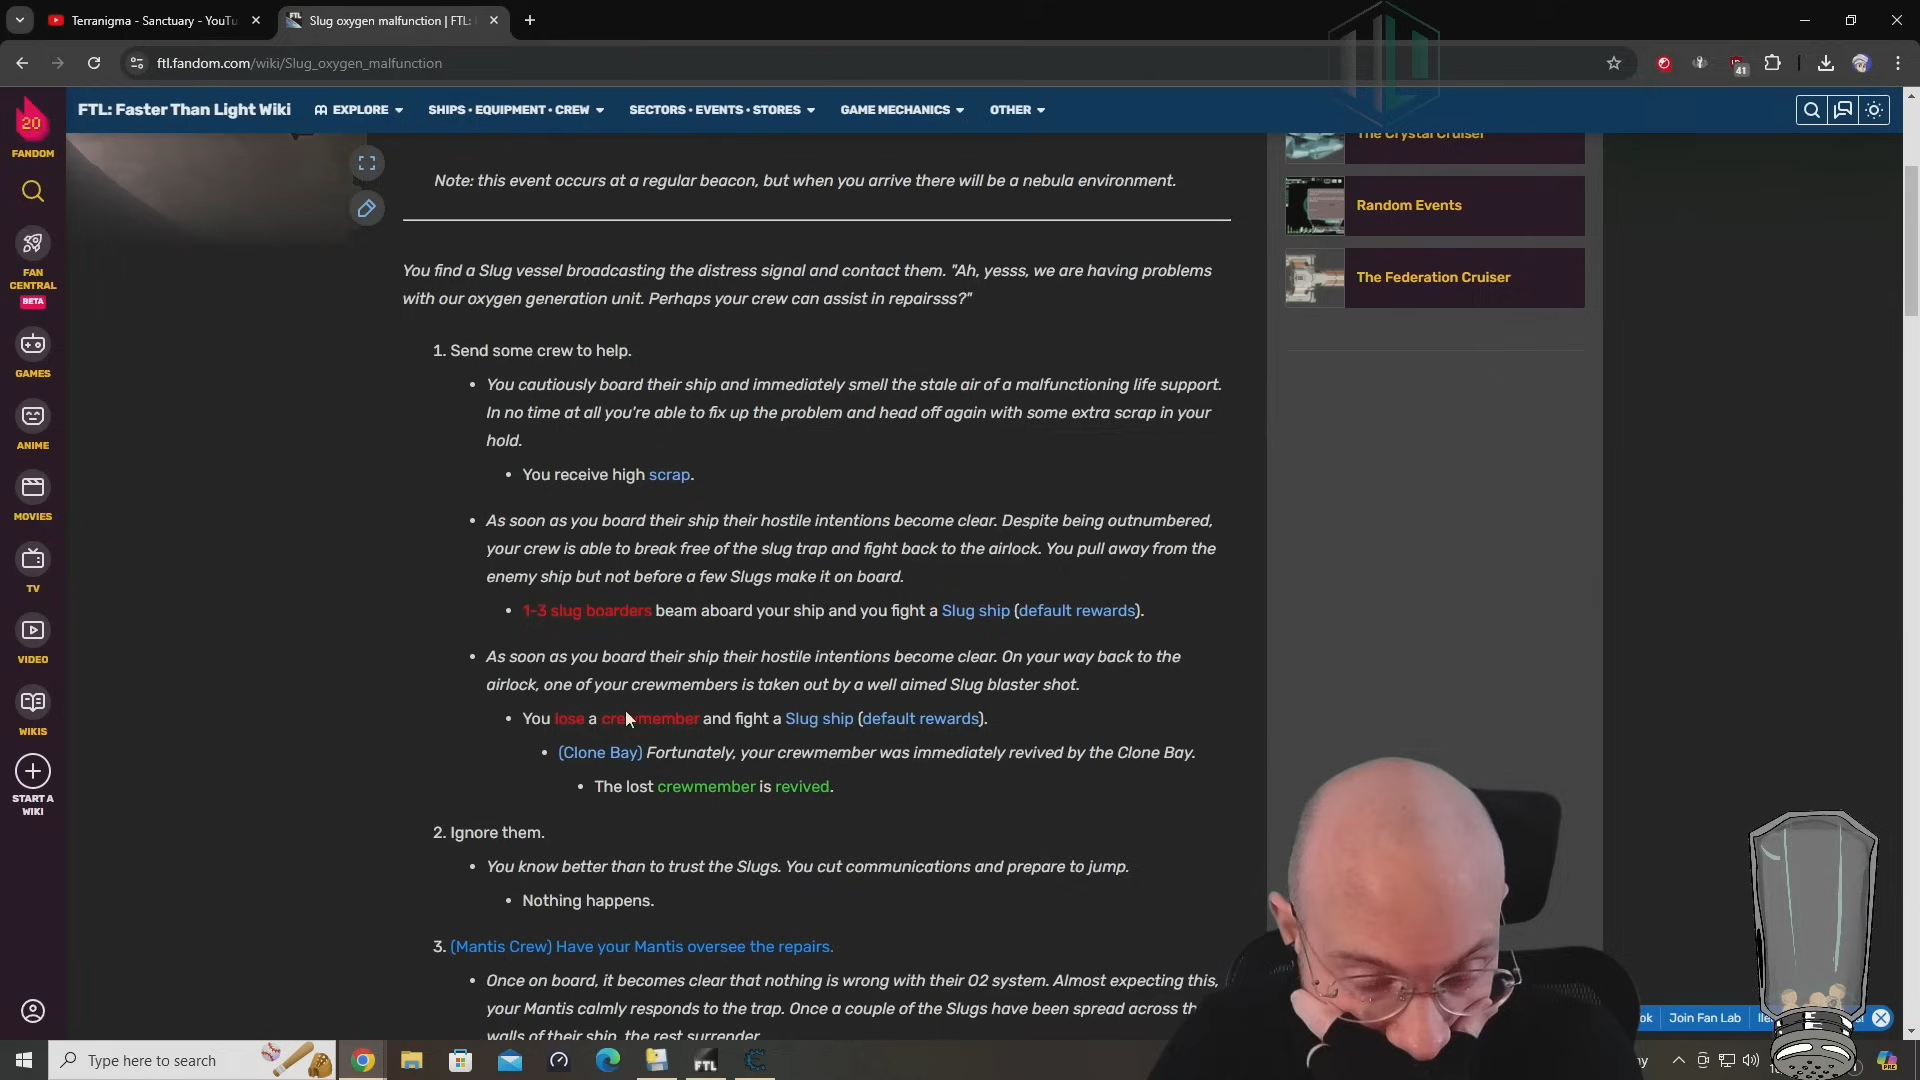 Terranigma - Sanctuary - YouTu
Slug oxygen malfunction | FTL:
ftl.fandom.com/wiki/Slug_oxygen_malfunction
41
20
FANDOM
FTL: Faster Than Light Wiki
EXPLORE
SHIPS • EQUIPMENT • CREW
SECTORS • EVENTS • STORES
GAME MECHANICS
OTHER
FAN
CENTRAL
BETA
GAMES
ANIME
MOVIES
TV
VIDEO
WIKIS
START A
WIKI
Note: this event occurs at a regular beacon, but when you arrive there will be a nebula environment.
You find a Slug vessel broadcasting the distress signal and contact them. "Ah, yesss, we are having problems
with our oxygen generation unit. Perhaps your crew can assist in repairsss?"
1. Send some crew to help.
• You cautiously board their ship and immediately smell the stale air of a malfunctioning life support.
In no time at all you're able to fix up the problem and head off again with some extra scrap in your
hold.
• You receive high scrap.
• As soon as you board their ship their hostile intentions become clear. Despite being outnumbered,
your crew is able to break free of the slug trap and fight back to the airlock. You pull away from the
enemy ship but not before a few Slugs make it on board.
• 1-3 slug boarders beam aboard your ship and you fight a Slug ship (default rewards).
• As soon as you board their ship their hostile intentions become clear. On your way back to the
airlock, one of your crewmembers is taken out by a well aimed Slug blaster shot.
• You lose a crewmember and fight a Slug ship (default rewards).
• (Clone Bay) Fortunately, your crewmember was immediately revived by the Clone Bay.
• The lost crewmember is revived.
2. Ignore them.
• You know better than to trust the Slugs. You cut communications and prepare to jump.
• Nothing happens.
3. (Mantis Crew) Have your Mantis oversee the repairs.
• Once on board, it becomes clear that nothing is wrong with their O2 system. Almost expecting this,
your Mantis calmly responds to the trap. Once a couple of the Slugs have been spread across
walls of their ship, the rest surrender
The Crystal Cruiser
Random Events
The Federation Cruiser
Join Fan Lab
Type here to search
FTL